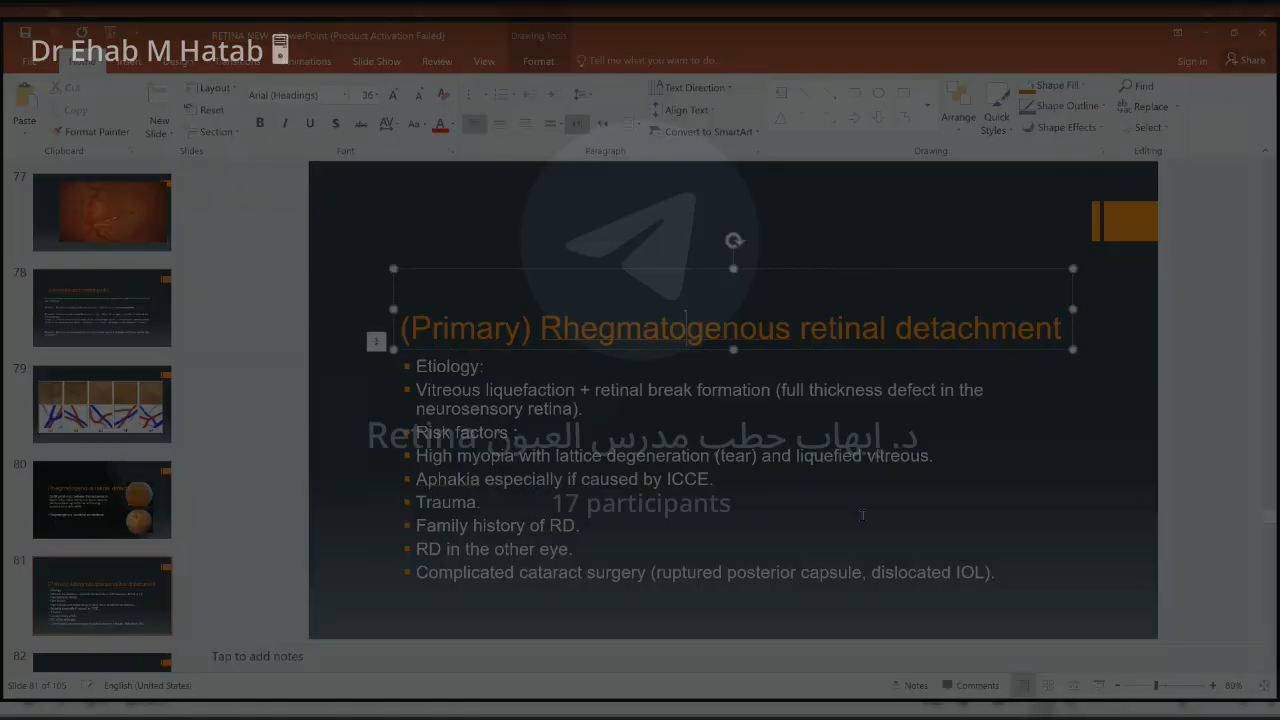 RETINA NEW - PowerPoint (Product Activation Failed)
Drawing Tools
Dr Ehab M Hatab
File
Home
Insert
Design
Transitions
Animations
Slide Show
Review
View
Format
Tell me what you want to do...
Sign in
Share
Paste
Cut
Copy
Format Painter
Clipboard
New Slide
Layout
Reset
Section
Slides
Arial (Headings)
36
Font
Text Direction
Align Text
Convert to SmartArt
Paragraph
Arrange
Quick Styles
Shape Fill
Shape Outline
Shape Effects
Drawing
Find
Replace
Select
Editing
77
78
79
80
81
82
(Primary) Rhegmatogenous retinal detachment
Etiology:
Vitreous liquefaction + retinal break formation (full thickness defect in the
neurosensory retina).
Risk factors :
Retina د. إيهاب حطب مدرس العيون
High myopia with lattice degeneration (tear) and liquefied vitreous.
Aphakia especially if caused by ICCE.
Trauma.
17 participants
Family history of RD.
RD in the other eye.
Complicated cataract surgery (ruptured posterior capsule, dislocated IOL).
Tap to add notes
Slide 81 of 105
English (United States)
Notes
Comments